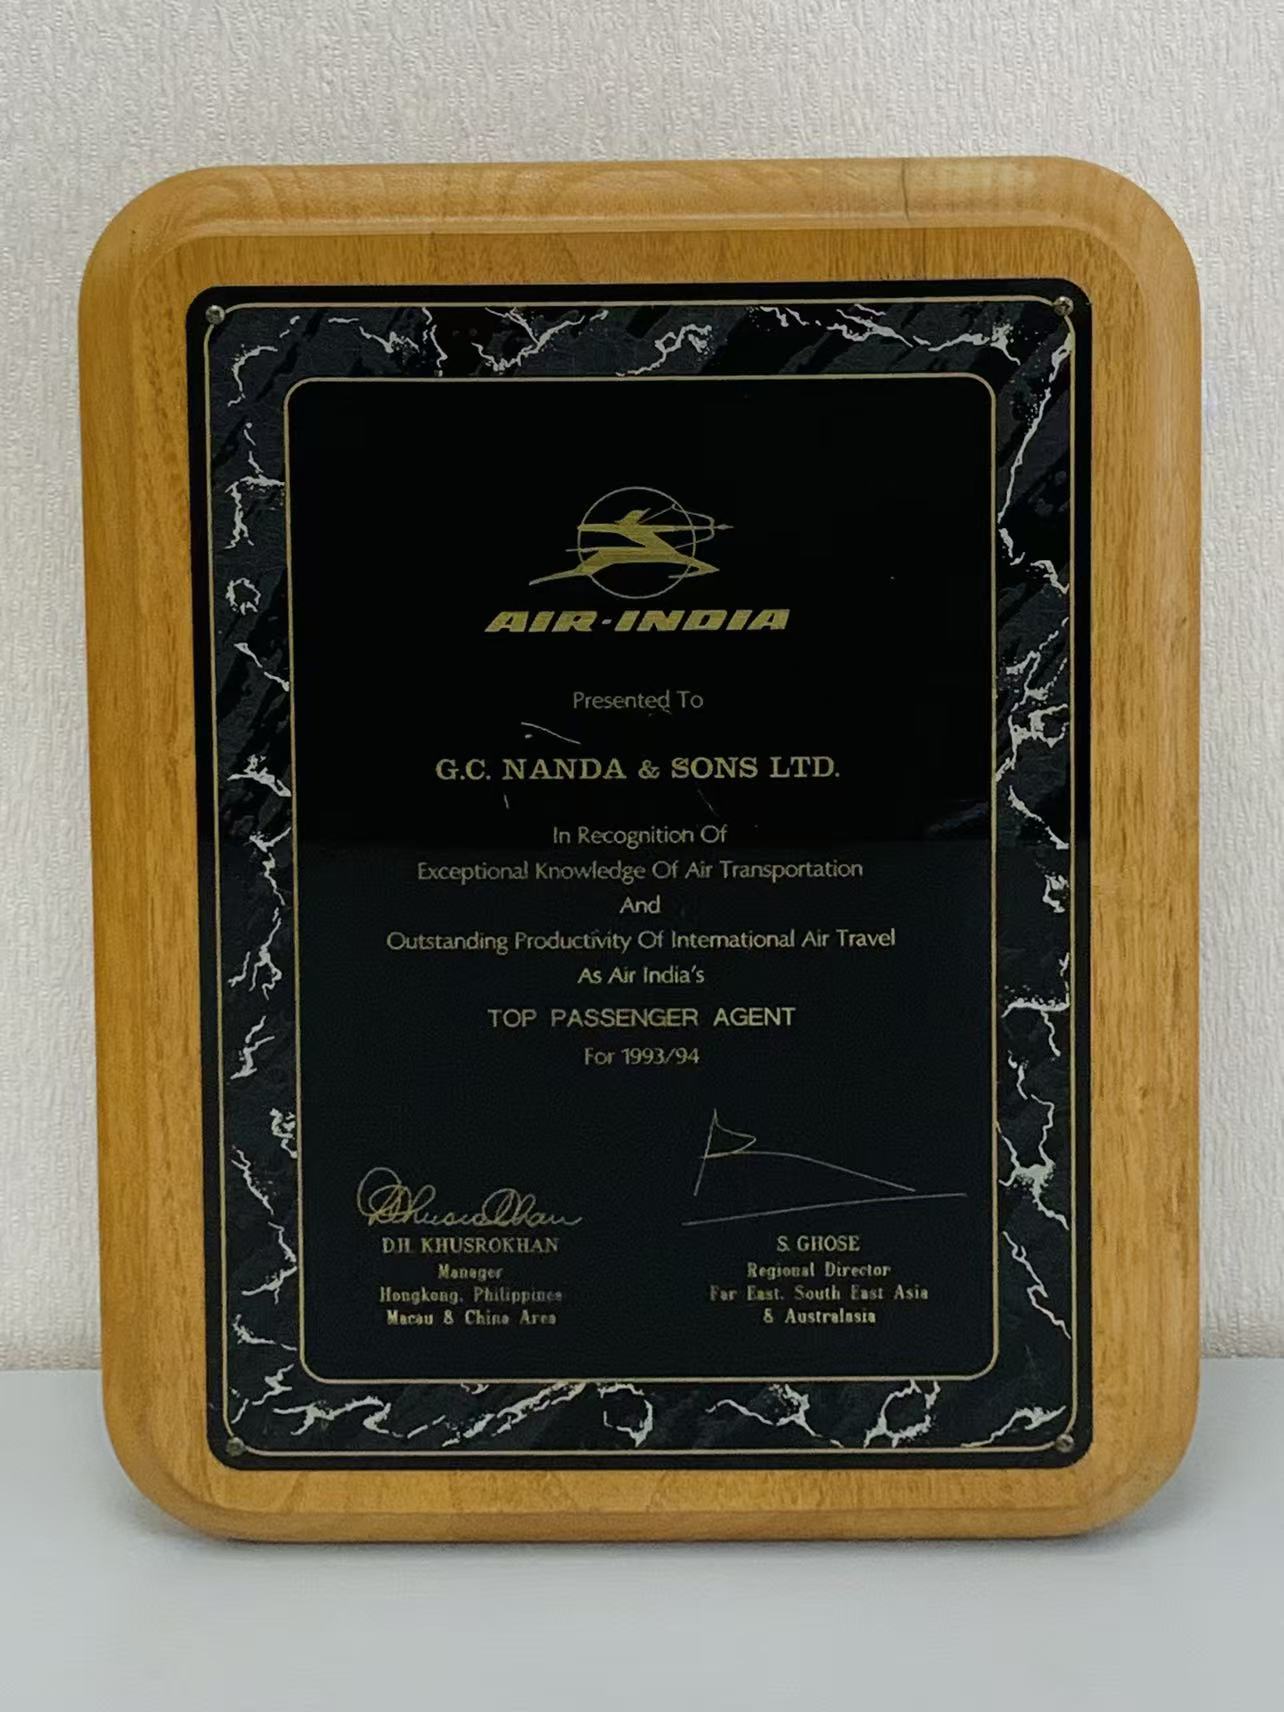 AIR-INDIA
Presented To
G.C. NANDA & SONS LTD.
In Recognition Of
Exceptional Knowledge Of Air Transportation
And
Outstanding Productivity Of International Air Travel
As Air India's
TOP PASSENGER AGENT
For 1993/94
D.H. KHUSROKHAN
Manager
Hongkong, Philippines
Macau & China Area
S. GHOSE
Regional Director
Far East, South East Asia
& Australasia